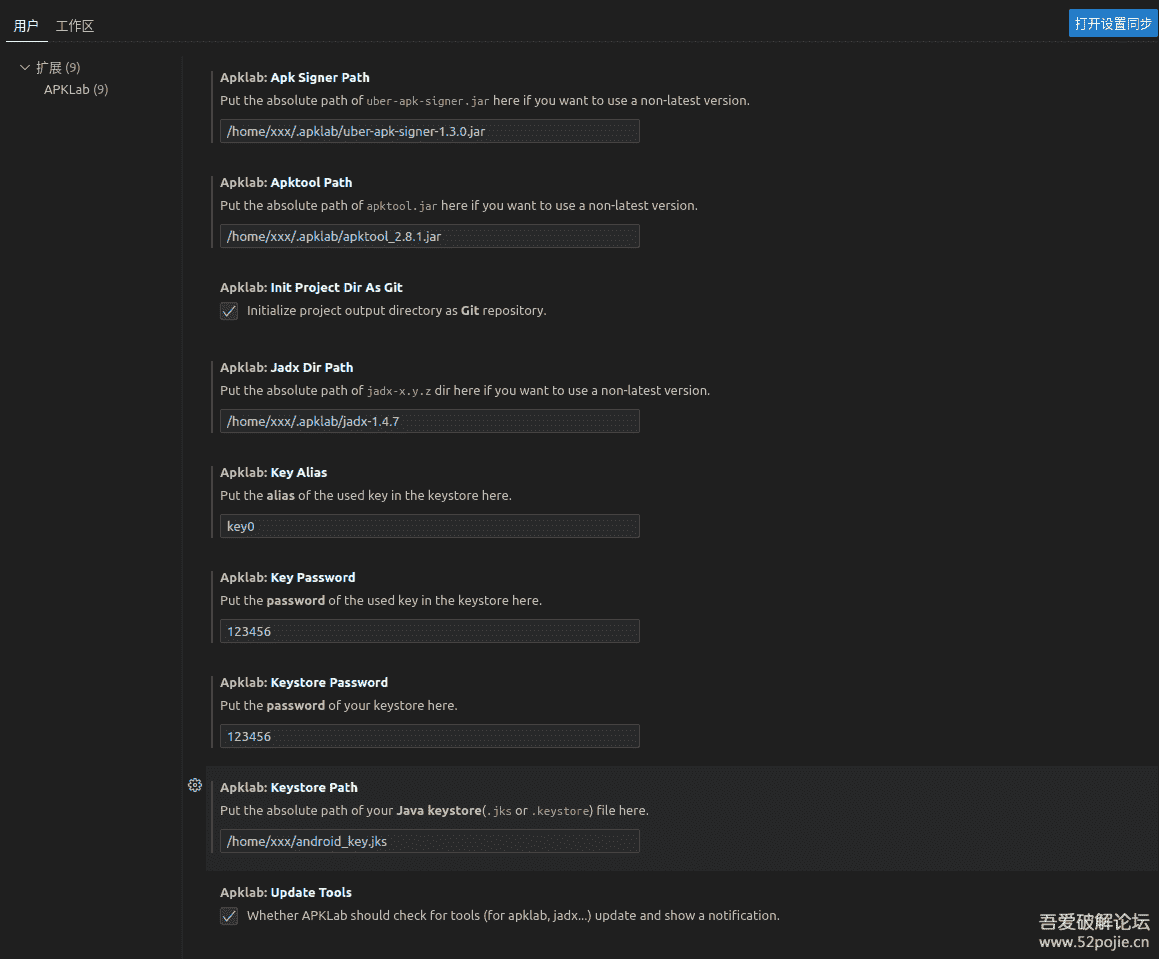 用户 工作区 打开设置同步
扩展 (9)
APKLab (9)
Apklab: Apk Signer Path
Put the absolute path of uber-apk-signer.jar here if you want to use a non-latest version.
/home/xxx/.apklab/uber-apk-signer-1.3.0.jar
Apklab: Apktool Path
Put the absolute path of apktool.jar here if you want to use a non-latest version.
/home/xxx/.apklab/apktool_2.8.1.jar
Apklab: Init Project Dir As Git
Initialize project output directory as Git repository.
Apklab: Jadx Dir Path
Put the absolute path of jadx-x.y.z dir here if you want to use a non-latest version.
/home/xxx/.apklab/jadx-1.4.7
Apklab: Key Alias
Put the alias of the used key in the keystore here.
key0
Apklab: Key Password
Put the password of the used key in the keystore here.
123456
Apklab: Keystore Password
Put the password of your keystore here.
123456
Apklab: Keystore Path
Put the absolute path of your Java keystore(.jks or .keystore) file here.
/home/xxx/android_key.jks
Apklab: Update Tools
Whether APKLab should check for tools (for apklab, jadx...) update and show a notification.
吾爱破解论坛
www.52pojie.cn